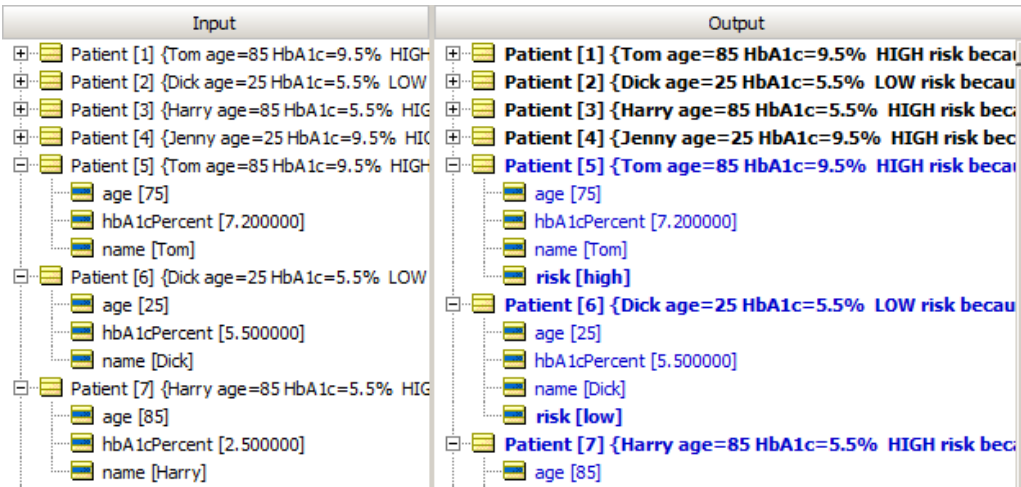 Input
Patient [1] {Tom age=85 HbA1c=9.5%  HIGH
Patient [2] {Dick age=25 HbA1c=5.5%  LOW
Patient [3] {Harry age=85 HbA1c=5.5%  HIG
Patient [4] {Jenny age=25 HbA1c=9.5%  HIG
Patient [5] {Tom age=85 HbA1c=9.5%  HIGH
age [75]
hbA1cPercent [7.200000]
name [Tom]
Patient [6] {Dick age=25 HbA1c=5.5%  LOW
age [25]
hbA1cPercent [5.500000]
name [Dick]
Patient [7] {Harry age=85 HbA1c=5.5%  HIG
age [85]
hbA1cPercent [2.500000]
name [Harry]
Output
Patient [1] {Tom age=85 HbA1c=9.5%  HIGH risk becau
Patient [2] {Dick age=25 HbA1c=5.5%  LOW risk becau
Patient [3] {Harry age=85 HbA1c=5.5%  HIGH risk beca
Patient [4] {Jenny age=25 HbA1c=9.5%  HIGH risk bec
Patient [5] {Tom age=85 HbA1c=9.5%  HIGH risk becau
age [75]
hbA1cPercent [7.200000]
name [Tom]
risk [high]
Patient [6] {Dick age=25 HbA1c=5.5%  LOW risk becau
age [25]
hbA1cPercent [5.500000]
name [Dick]
risk [low]
Patient [7] {Harry age=85 HbA1c=5.5%  HIGH risk beca
age [85]